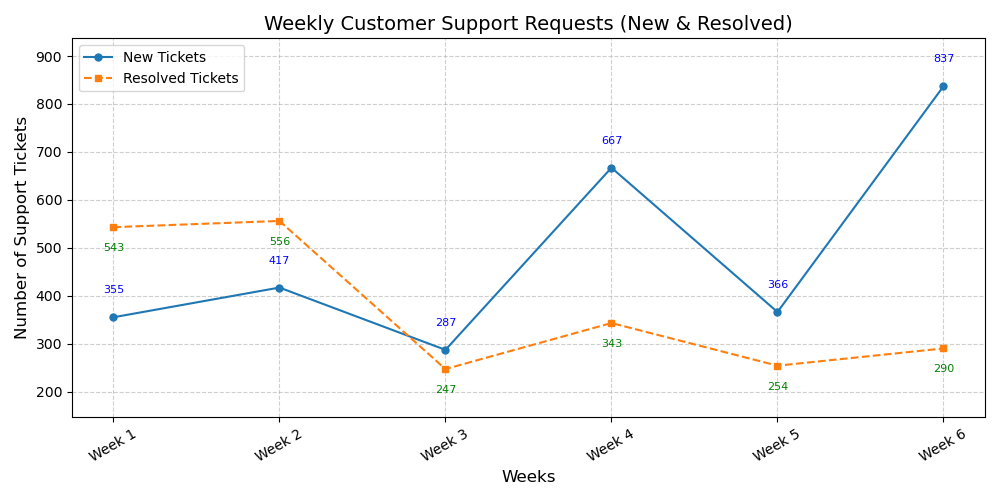 Weekly Customer Support Requests (New & Resolved)
New Tickets
Resolved Tickets
Number of Support Tickets
900
800
700
600
500
400
300
200
355
417
287
667
366
837
543
556
247
343
254
290
Week 1
Week 2
Week 3
Week 4
Week 5
Week 6
Weeks